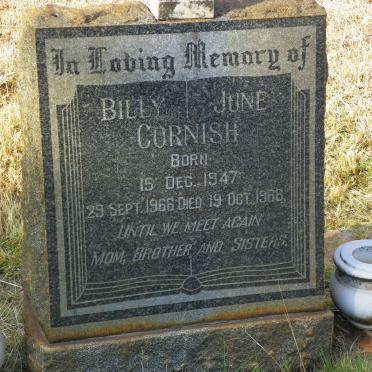 In Loving Memory of
BILLY JUNE
CORNISH
BORN
15 DEC. 1947
29 SEPT. 1966 DIED 19 OCT. 1968
UNTIL WE MEET AGAIN
MOM, BROTHER AND SISTERS.